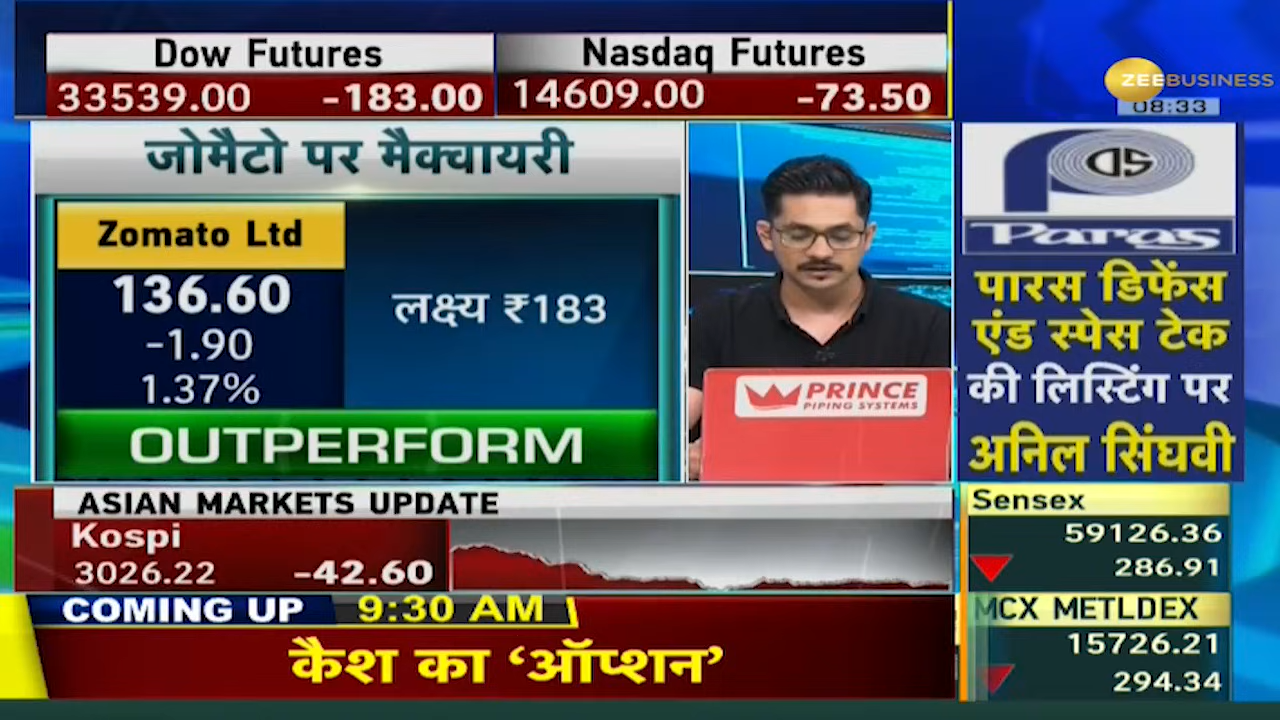 Dow Futures
33539.00 -183.00
Nasdaq Futures
14609.00 -73.50
ZEEBUSINESS
08:33
जोमैटो पर मैक्वायरी
Zomato Ltd
136.60
-1.90
1.37%
लक्ष्य ₹183
OUTPERFORM
PRINCE
PIPING SYSTEMS
DS
Paras
पारस डिफेंस
एंड स्पेस टेक
की लिस्टिंग पर
अनिल सिंघवी
ASIAN MARKETS UPDATE
Kospi
3026.22 -42.60
Sensex
59126.36
286.91
MCX METLDEX
15726.21
294.34
COMING UP 9:30 AM
कैश का ‘ऑप्शन’